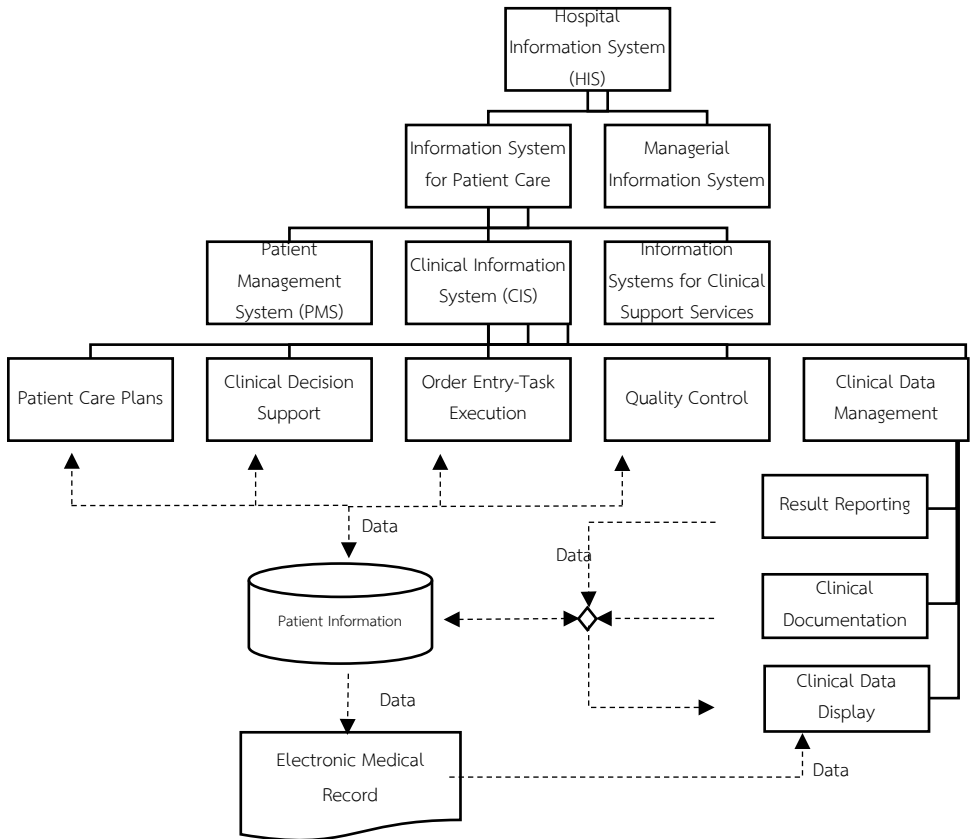 Hospital
Information System
(HIS)
Information System
for Patient Care
Managerial
Information System
Patient
Management
System (PMS)
Clinical Information
System (CIS)
Information
Systems for Clinical
Support Services
Patient Care Plans
Clinical Decision
Support
Order Entry-Task
Execution
Quality Control
Clinical Data
Management
Result Reporting
Data
Data
Clinical
Documentation
Patient Information
Clinical Data
Display
Data
Electronic Medical
Record
Data